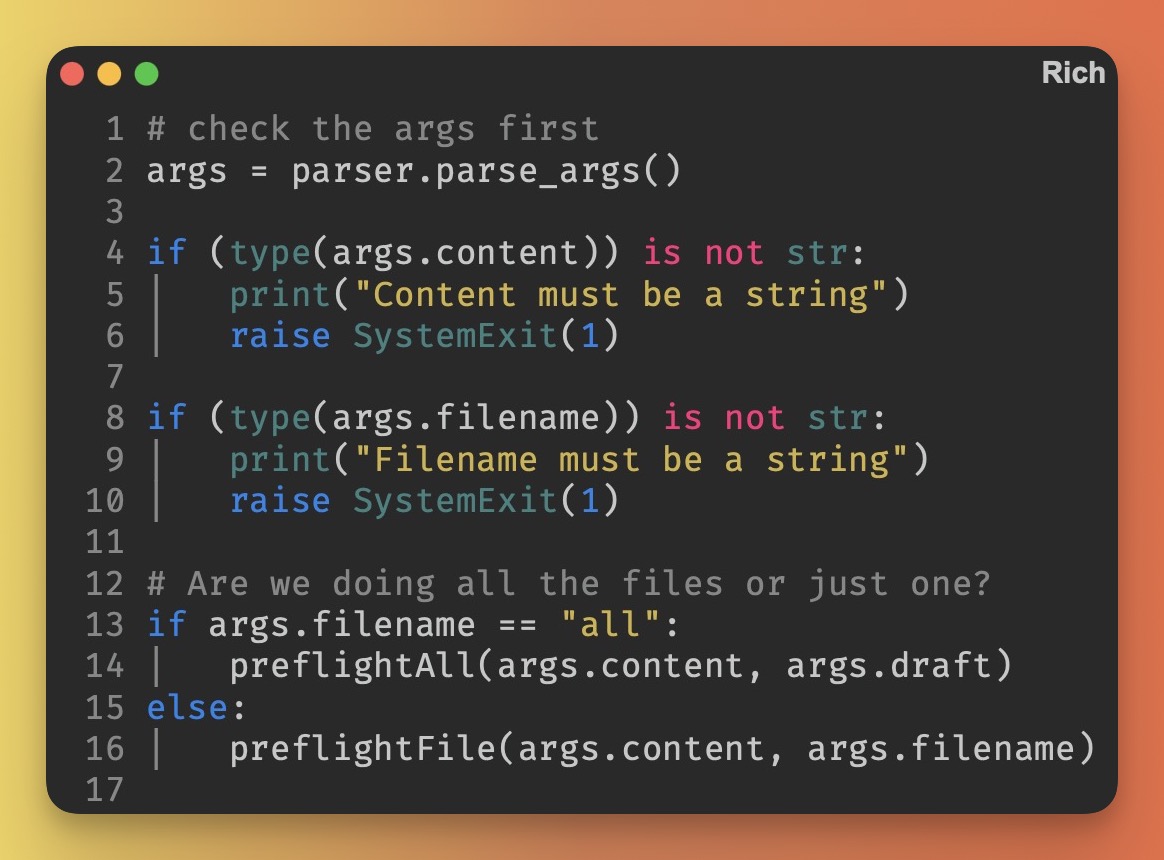 Rich
1 # check the args first
2 args = parser.parse_args()
3
4 if (type(args.content)) is not str:
5     print("Content must be a string")
6     raise SystemExit(1)
7
8 if (type(args.filename)) is not str:
9     print("Filename must be a string")
10     raise SystemExit(1)
11
12 # Are we doing all the files or just one?
13 if args.filename == "all":
14     preflightAll(args.content, args.draft)
15 else:
16     preflightFile(args.content, args.filename)
17